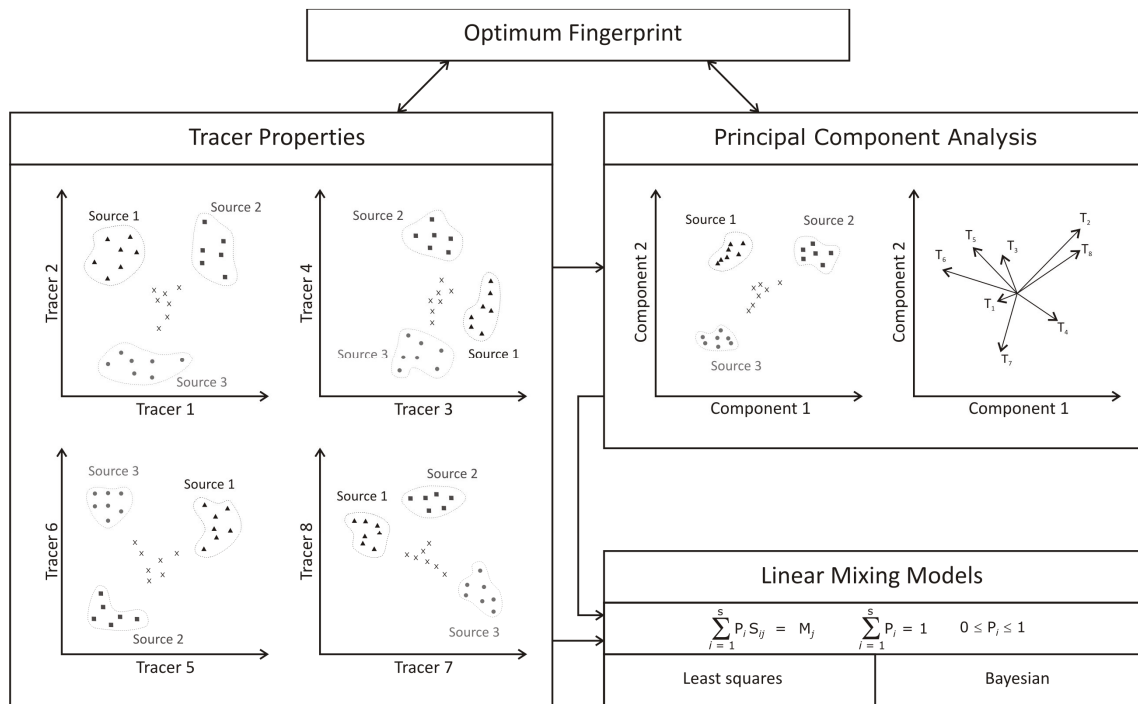 Optimum Fingerprint
Tracer Properties
Source 1
Source 2
Source 3
Tracer 2
Tracer 1
Source 2
Source 3
Source 1
Tracer 4
Tracer 3
Source 3
Source 1
Source 2
Tracer 6
Tracer 5
Source 2
Source 1
Source 3
Tracer 8
Tracer 7
Principal Component Analysis
Source 1
Source 2
Source 3
Component 2
Component 1
T₂
T₅
T₃
T₈
T₆
T₁
T₄
T₇
Component 2
Component 1
Linear Mixing Models
∑ᵢ₌₁ˢ PᵢSᵢⱼ = Mⱼ ∑ᵢ₌₁ˢ Pᵢ = 1 0 ≤ Pᵢ ≤ 1
Least squares
Bayesian